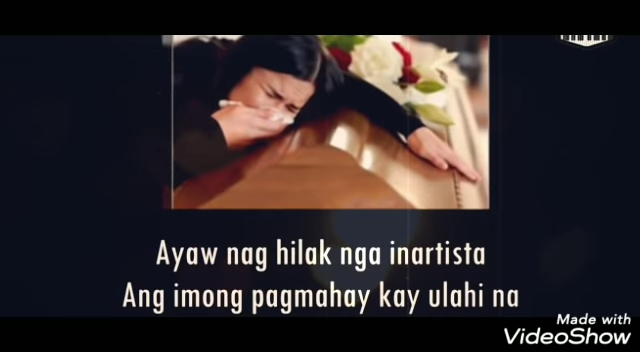 Ayaw nag hilak nga inartista
Ang imong pagmahay kay ulahi na
Made with
VideoShow